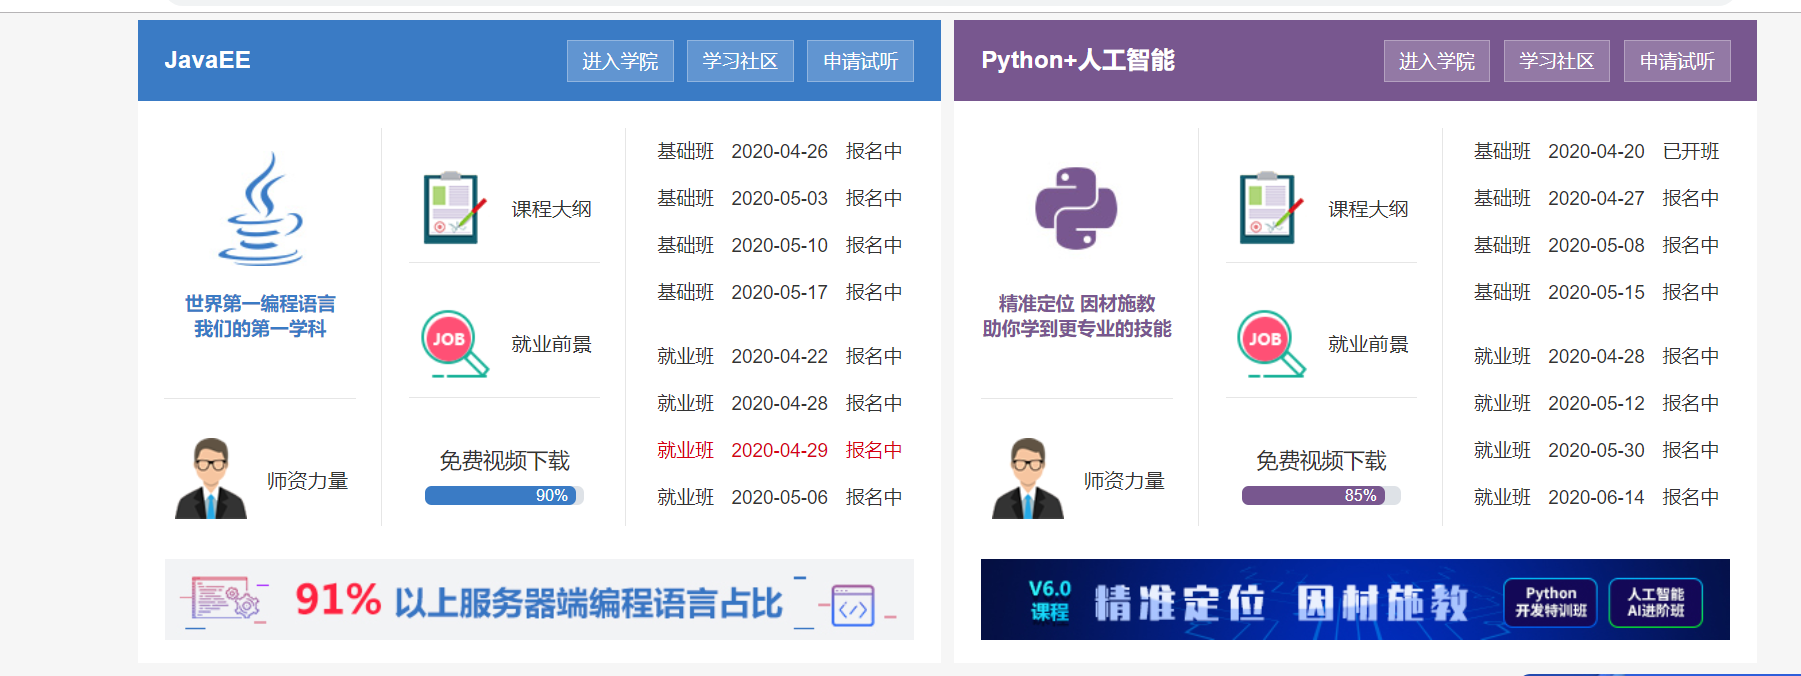 JavaEE
进入学院 学习社区 申请试听
世界第一编程语言
我们的第一学科
师资力量
课程大纲
JOB
就业前景
免费视频下载
90%
基础班 2020-04-26 报名中
基础班 2020-05-03 报名中
基础班 2020-05-10 报名中
基础班 2020-05-17 报名中
就业班 2020-04-22 报名中
就业班 2020-04-28 报名中
就业班 2020-04-29 报名中
就业班 2020-05-06 报名中
91% 以上服务器端编程语言占比
</>
Python+人工智能
进入学院 学习社区 申请试听
精准定位 因材施教
助你学到更专业的技能
师资力量
课程大纲
JOB
就业前景
免费视频下载
85%
基础班 2020-04-20 已开班
基础班 2020-04-27 报名中
基础班 2020-05-08 报名中
基础班 2020-05-15 报名中
就业班 2020-04-28 报名中
就业班 2020-05-12 报名中
就业班 2020-05-30 报名中
就业班 2020-06-14 报名中
V6.0
课程
精准定位 因材施教
Python
开发特训班
人工智能
AI进阶班